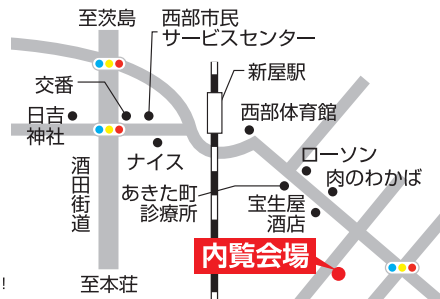 至茨島
西部市民
サービスセンター
交番
新屋駅
日吉
神社
西部体育館
ナイス
ローソン
酒田街道
肉のわかば
あきた町
診療所
宝生屋
酒店
内覧会場
至本荘
!